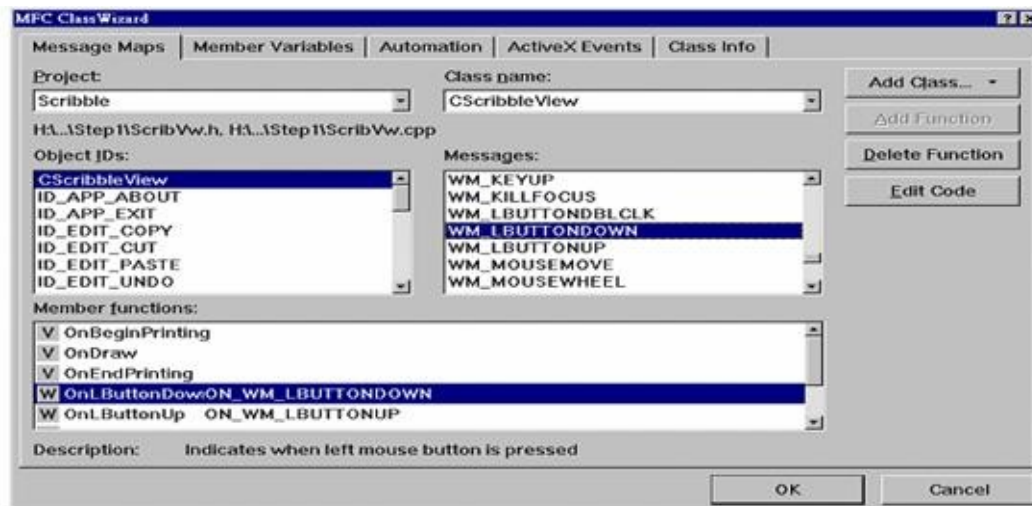 MFC ClassWizard
Message Maps Member Variables Automation ActiveX Events Class Info
Project:
Scribble
Class name:
CScribbleView
Add Class...
Add Function
Delete Function
Edit Code
H:\...\Step1\ScribVw.h, H:\...\Step1\ScribVw.cpp
Object IDs:
CScribbleView
ID_APP_ABOUT
ID_APP_EXIT
ID_EDIT_COPY
ID_EDIT_CUT
ID_EDIT_PASTE
ID_EDIT_UNDO
Messages:
WM_KEYUP
WM_KILLFOCUS
WM_LBUTTONDBLCLK
WM_LBUTTONDOWN
WM_LBUTTONUP
WM_MOUSEMOVE
WM_MOUSEWHEEL
Member functions:
V OnBeginPrinting
V OnDraw
V OnEndPrinting
W OnLButtonDow:ON_WM_LBUTTONDOWN
W OnLButtonUp ON_WM_LBUTTONUP
Description: Indicates when left mouse button is pressed
OK
Cancel